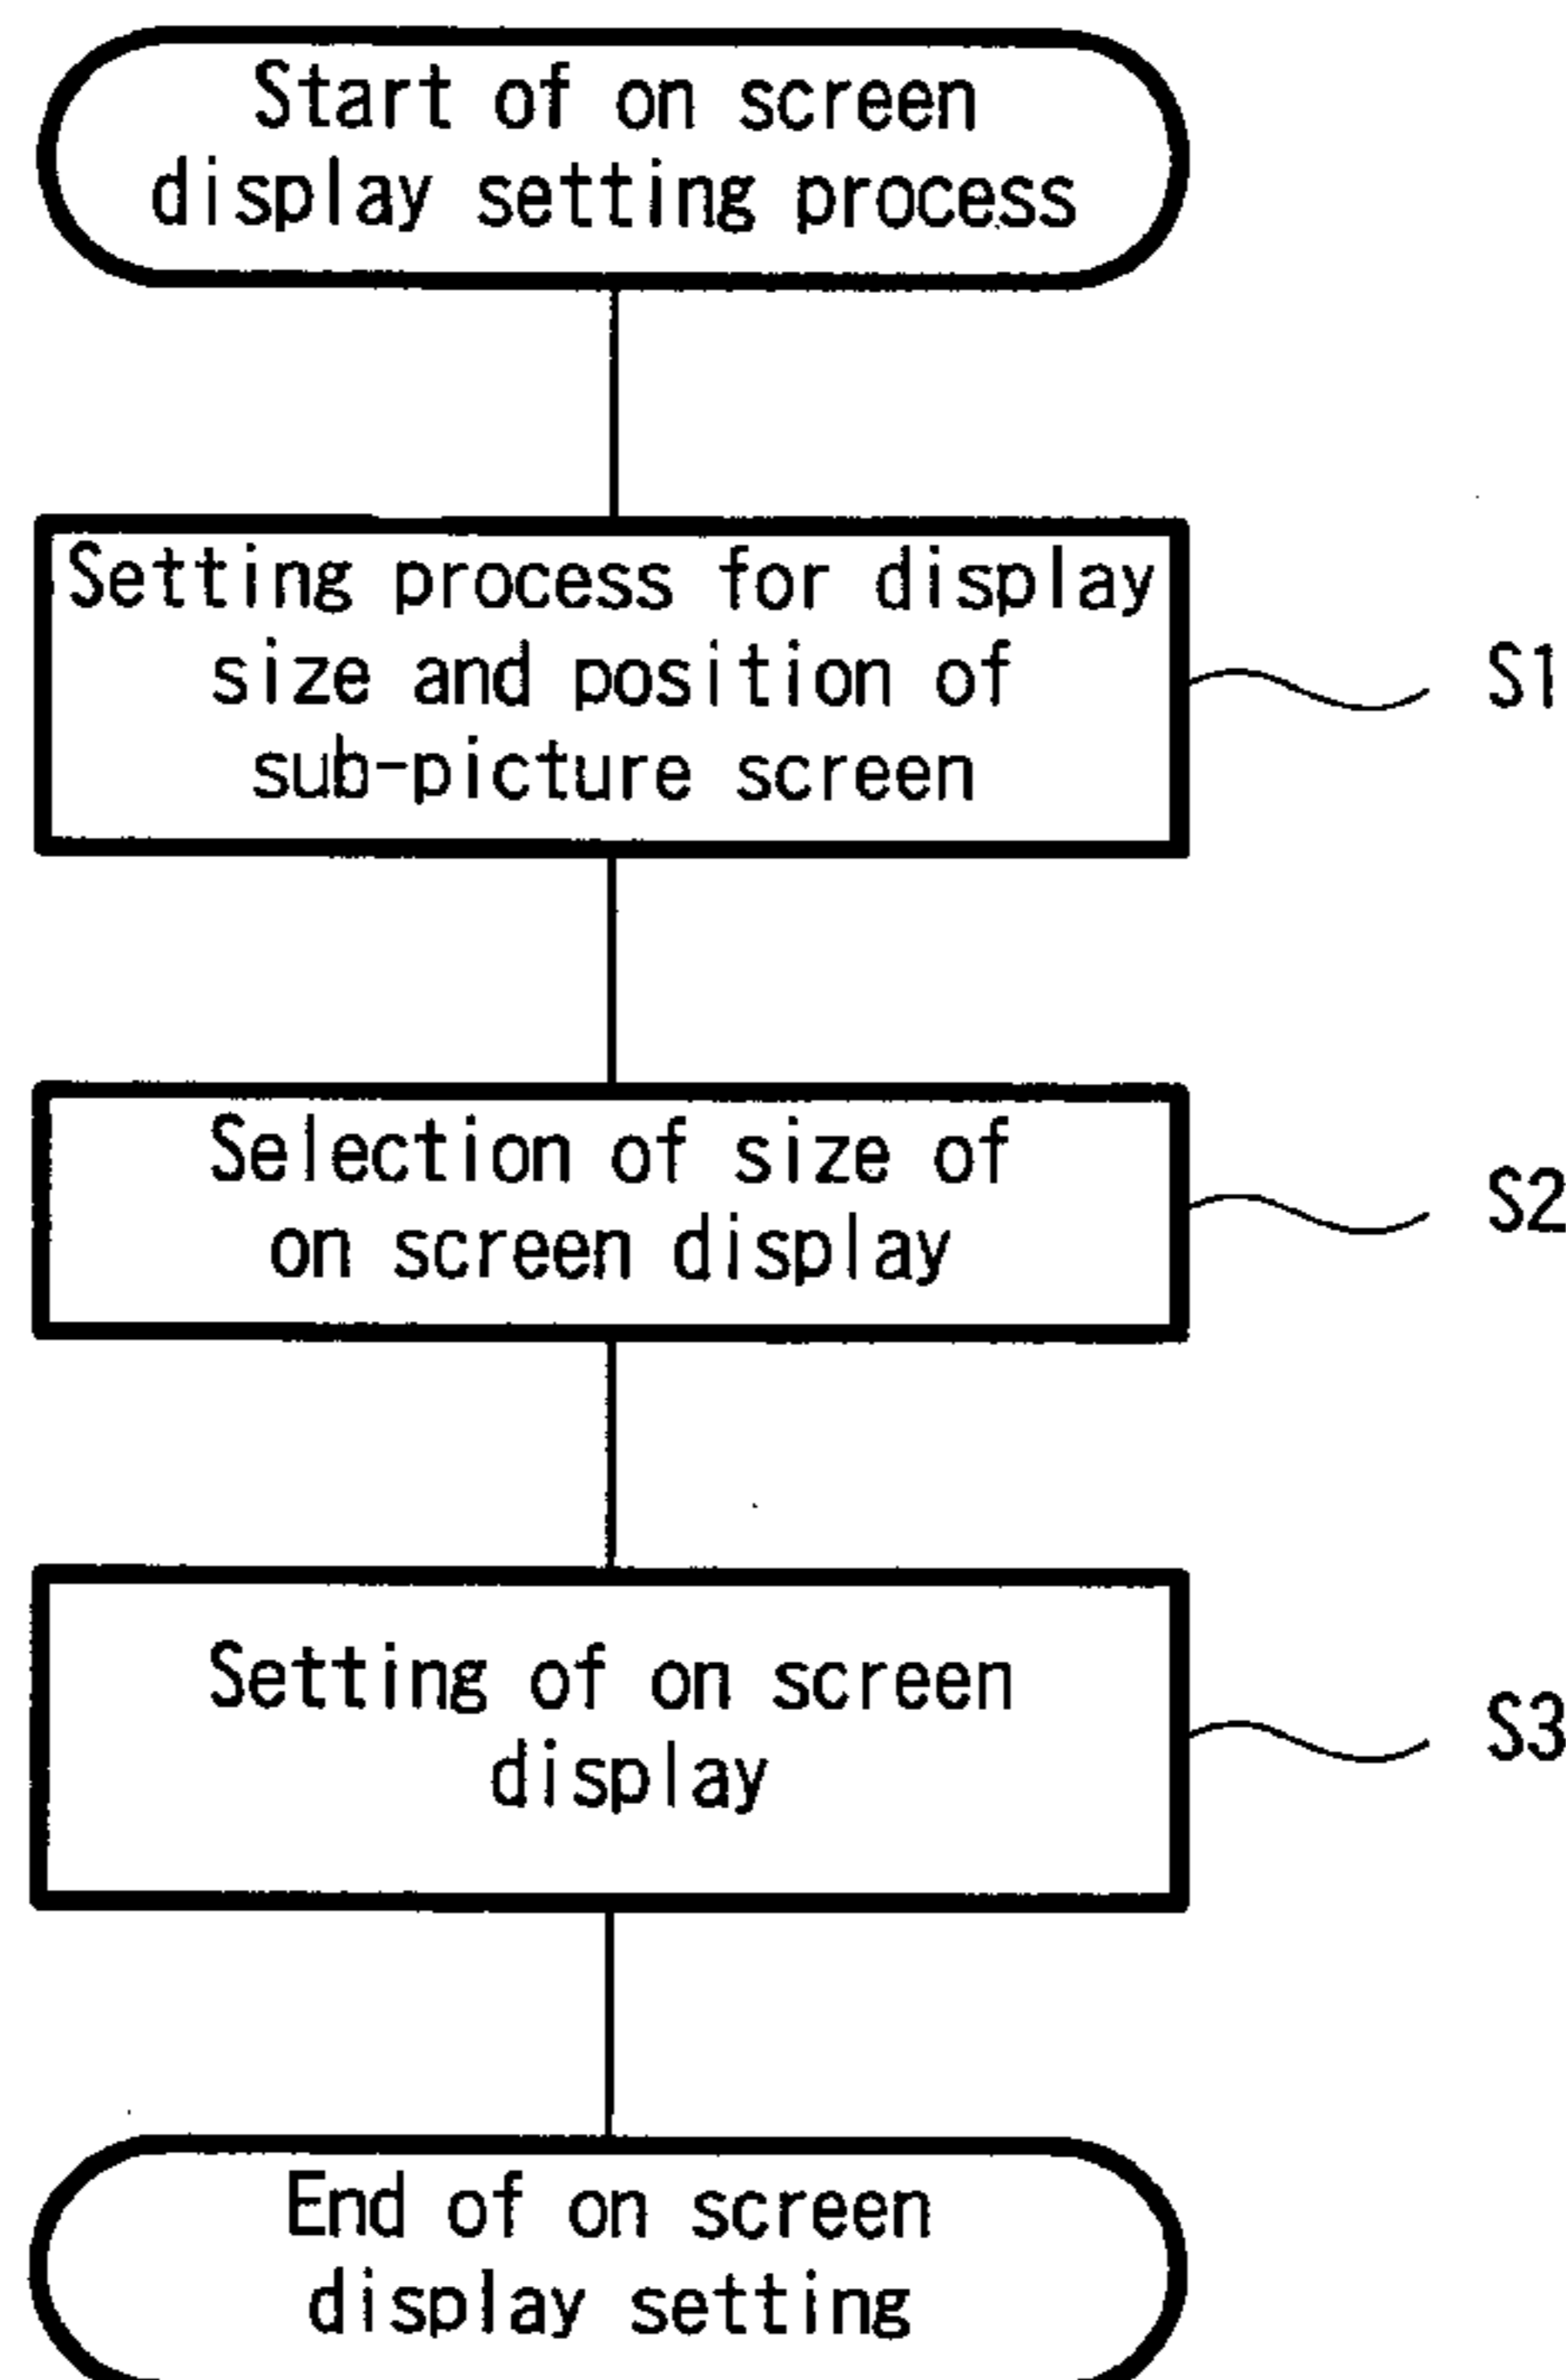 Start of on screen
display setting process
Setting process for display
size and position of
sub-picture screen
S1
Selection of size of
on screen display
S2
Setting of on screen
display
S3
End of on screen
display setting